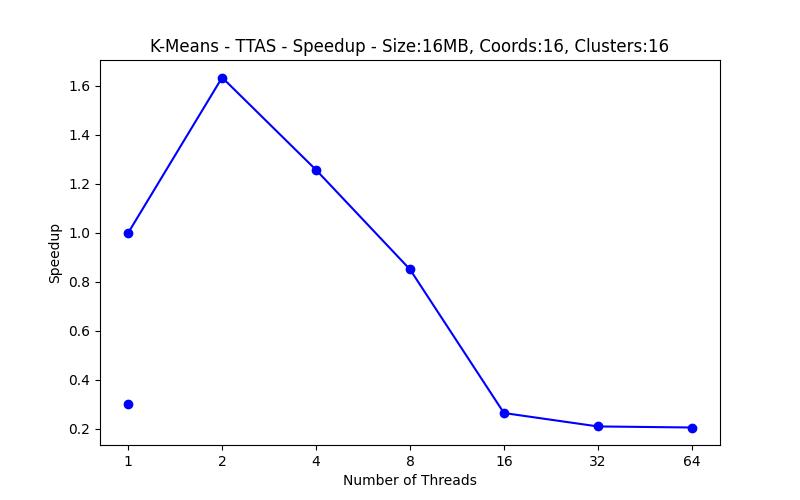 K-Means - TTAS - Speedup - Size:16MB, Coords:16, Clusters:16
1.6
1.4
1.2
1.0
0.8
0.6
0.4
0.2
Speedup
1 2 4 8 16 32 64
Number of Threads